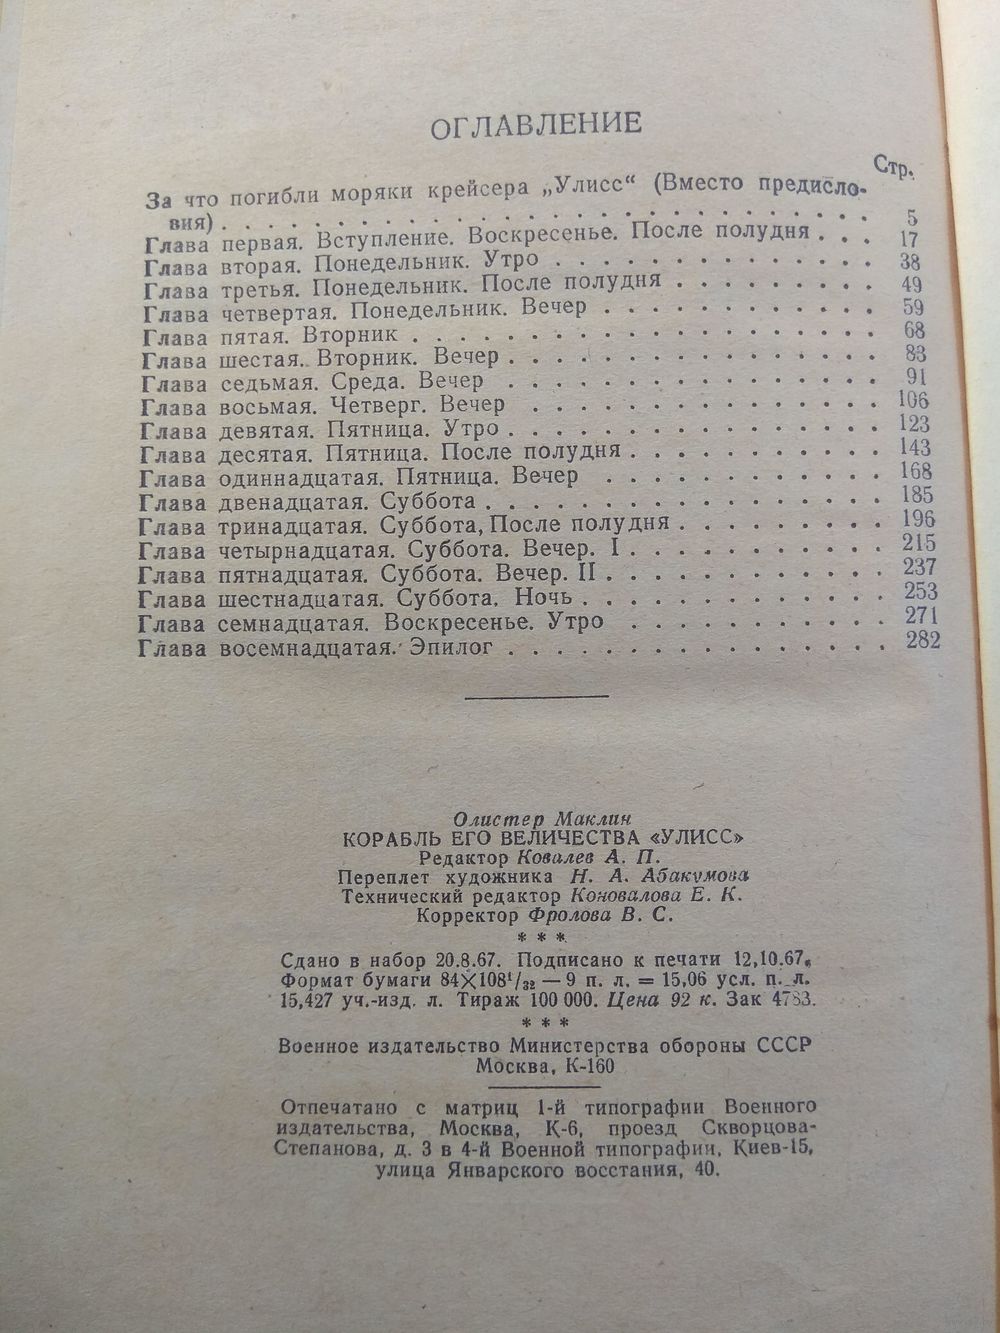 ОГЛАВЛЕНИЕ
Стр.
За что погибли моряки крейсера „Улисс“ (Вместо предисло-
вия) . . . . . . . . . . . . . . . . . . . . . . . . . 5
Глава первая. Вступление. Воскресенье. После полудня . . . 17
Глава вторая. Понедельник. Утро . . . . . . . . . . . . . 38
Глава третья. Понедельник. После полудня . . . . . . . . . 49
Глава четвертая. Понедельник. Вечер . . . . . . . . . . . 59
Глава пятая. Вторник . . . . . . . . . . . . . . . . . . 68
Глава шестая. Вторник. Вечер . . . . . . . . . . . . . . 83
Глава седьмая. Среда. Вечер . . . . . . . . . . . . . . 91
Глава восьмая. Четверг. Вечер . . . . . . . . . . . . . 106
Глава девятая. Пятница. Утро . . . . . . . . . . . . . . 123
Глава десятая. Пятница. После полудня . . . . . . . . . . 143
Глава одиннадцатая. Пятница. Вечер . . . . . . . . . . . 168
Глава двенадцатая. Суббота . . . . . . . . . . . . . . . 185
Глава тринадцатая. Суббота, После полудня . . . . . . . . 196
Глава четырнадцатая. Суббота. Вечер. I . . . . . . . . . . 215
Глава пятнадцатая. Суббота. Вечер. II . . . . . . . . . . . 237
Глава шестнадцатая. Суббота. Ночь . . . . . . . . . . . . 253
Глава семнадцатая. Воскресенье. Утро . . . . . . . . . . 271
Глава восемнадцатая. Эпилог . . . . . . . . . . . . . . . 282
Олистер Маклин
КОРАБЛЬ ЕГО ВЕЛИЧЕСТВА «УЛИСС»
Редактор Ковалев А. П.
Переплет художника Н. А. Абакумова
Технический редактор Коновалова Е. К.
Корректор Фролова В. С.
* * *
Сдано в набор 20.8.67. Подписано к печати 12.10.67.
Формат бумаги 84×108¹/₃₂ — 9 п. л. = 15,06 усл. п. л.
15,427 уч.-изд. л. Тираж 100 000. Цена 92 к. Зак 4783.
* * *
Военное издательство Министерства обороны СССР
Москва, К-160
Отпечатано с матриц 1-й типографии Военного
издательства, Москва, К-6, проезд Скворцова-
Степанова, д. 3 в 4-й Военной типографии, Киев-15,
улица Январского восстания, 40.